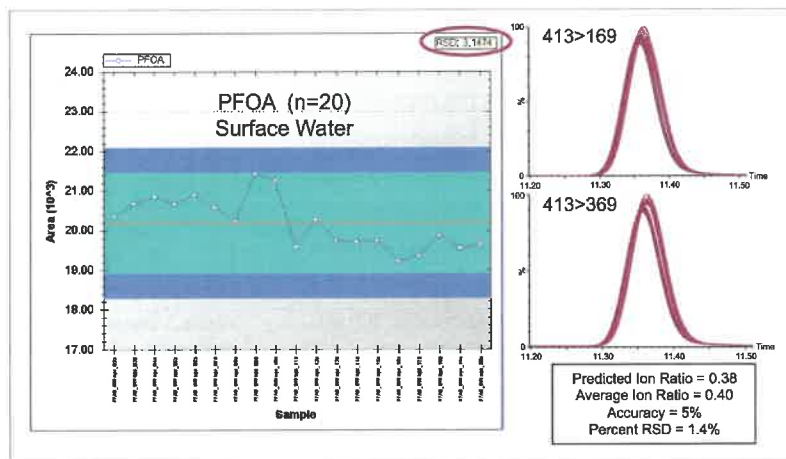 RSD: 3.1474
PFOA
PFOA (n=20)
Surface Water
24.00
23.00
22.00
21.00
20.00
19.00
18.00
17.00
Area (10^3)
Sample
413>169
100
%
11.20
11.30
11.40
11.50
Time
413>369
100
%
11.20
11.30
11.40
11.50
Time
Predicted Ion Ratio = 0.38
Average Ion Ratio = 0.40
Accuracy = 5%
Percent RSD = 1.4%